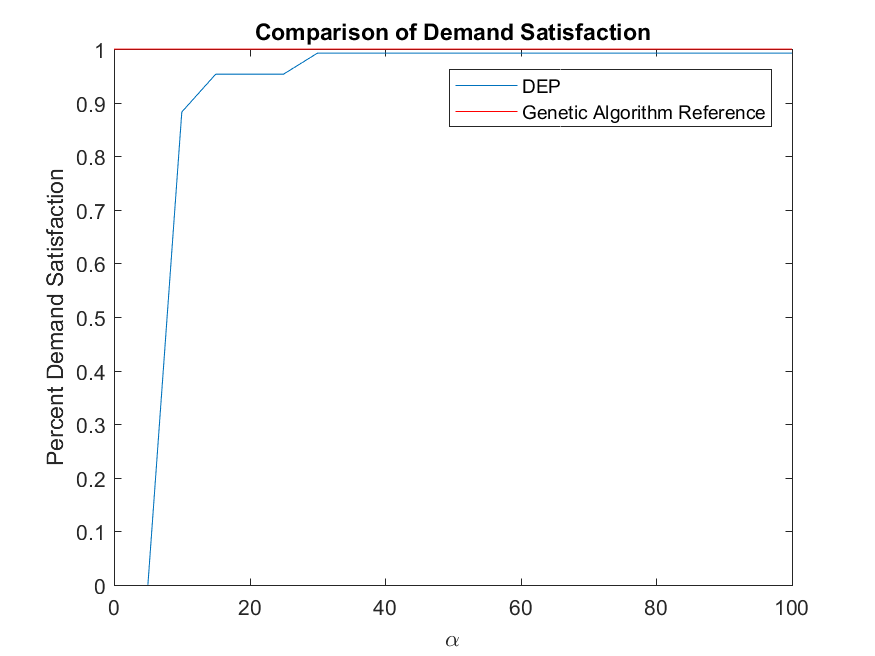 Comparison of Demand Satisfaction
1
0.9
0.8
0.7
0.6
0.5
0.4
0.3
0.2
0.1
0
Percent Demand Satisfaction
DEP
Genetic Algorithm Reference
0 20 40 60 80 100
α